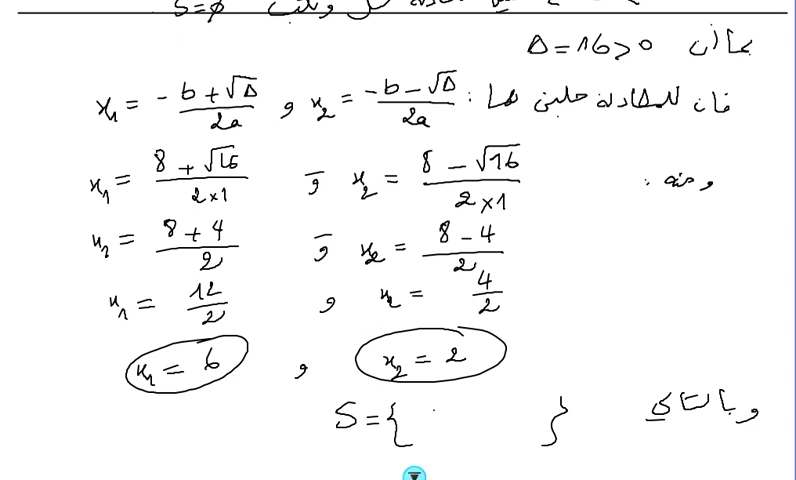 S=φ
بما أن Δ = 16 > 0
فإن للمعادلة حلين هما : x₁ = (-b + √Δ)/2a و x₂ = (-b - √Δ)/2a
ومنه : x₁ = (8 + √16)/(2×1) و x₂ = (8 - √16)/(2×1)
x₁ = (8 + 4)/2 و x₂ = (8 - 4)/2
x₁ = 12/2 و x₂ = 4/2
x₁ = 6 , x₂ = 2
وبالتالي S = { }